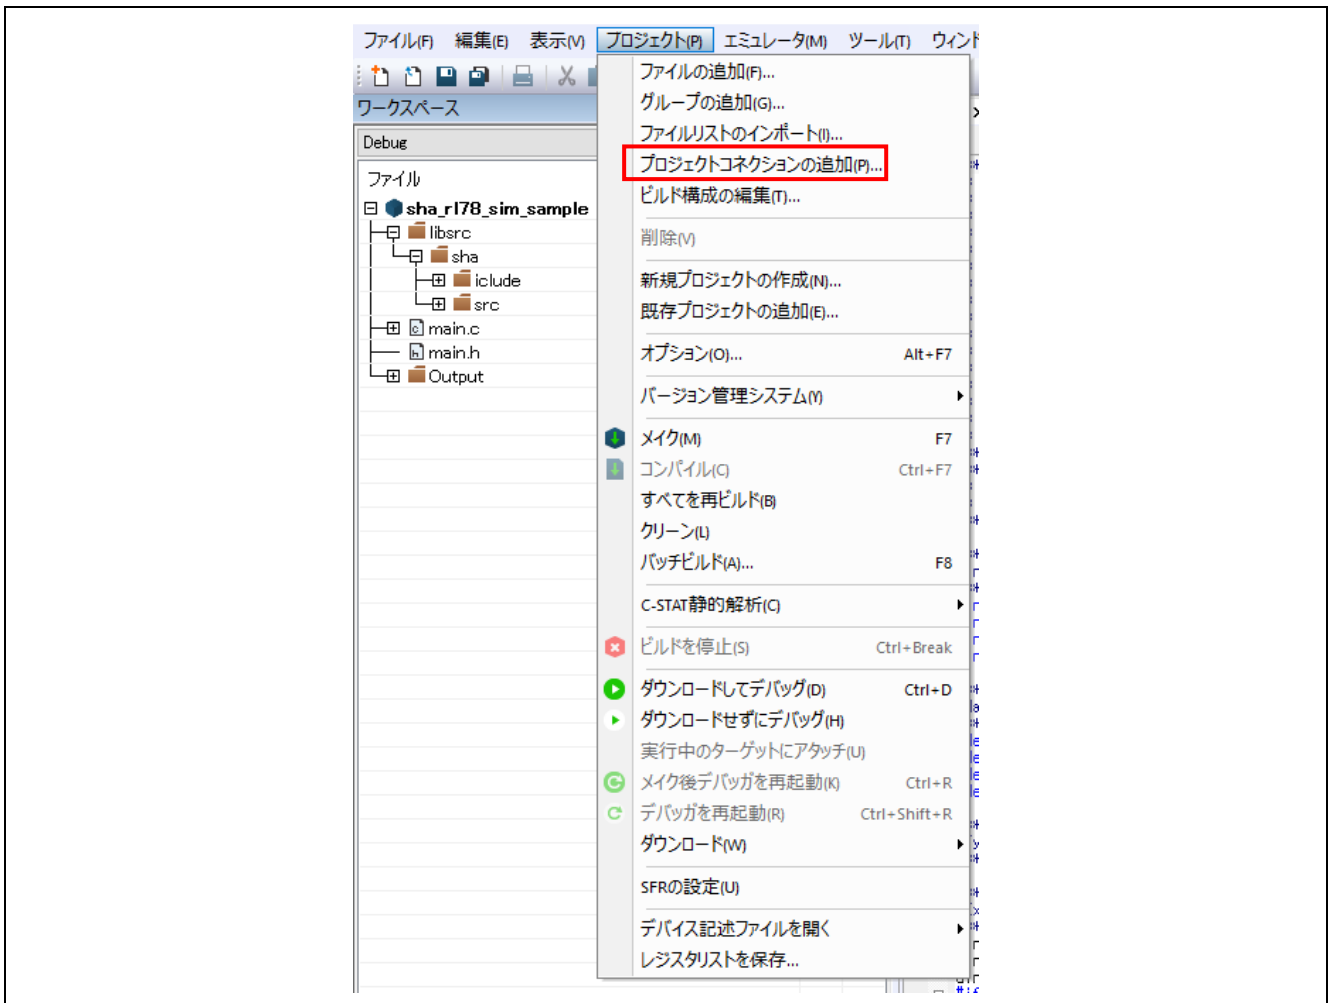 ファイル(F) 編集(E) 表示(V) プロジェクト(P) エミュレータ(M) ツール(T)
ワークスペース
Debug
ファイル
sha_rl78_sim_sample
libsrc
sha
iclude
src
main.c
main.h
Output
ファイルの追加(F)...
グループの追加(G)...
ファイルリストのインポート(I)...
プロジェクトコネクションの追加(P)...
ビルド構成の編集(T)...
削除(V)
新規プロジェクトの作成(N)...
既存プロジェクトの追加(E)...
オプション(O)... Alt+F7
バージョン管理システム(Y)
メイク(M) F7
コンパイル(C) Ctrl+F7
すべてを再ビルド(B)
クリーン(L)
バッチビルド(A)... F8
C-STAT静的解析(C)
ビルドを停止(S) Ctrl+Break
ダウンロードしてデバッグ(D) Ctrl+D
ダウンロードせずにデバッグ(H)
実行中のターゲットにアタッチ(U)
メイク後デバッガを再起動(K) Ctrl+R
デバッガを再起動(R) Ctrl+Shift+R
ダウンロード(W)
SFRの設定(U)
デバイス記述ファイルを開く
レジスタリストを保存...